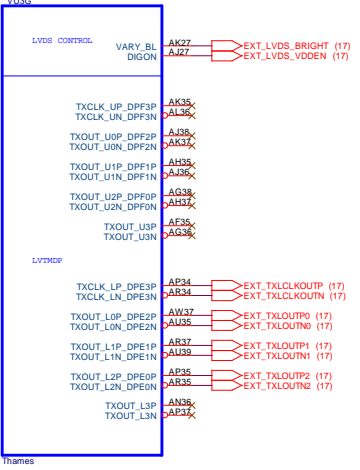 VU3G
LVDS CONTROL
VARY_BL AK27 EXT_LVDS_BRIGHT (17)
DIGON AJ27 EXT_LVDS_VDDEN (17)
TXCLK_UP_DPF3P AK35
TXCLK_UN_DPF3N AL36
TXOUT_U0P_DPF2P AJ38
TXOUT_U0N_DPF2N AK37
TXOUT_U1P_DPF1P AH35
TXOUT_U1N_DPF1N AJ36
TXOUT_U2P_DPF0P AG38
TXOUT_U2N_DPF0N AH37
TXOUT_U3P AF35
TXOUT_U3N AG36
LVTMDP
TXCLK_LP_DPE3P AP34 EXT_TXLCLKOUTP (17)
TXCLK_LN_DPE3N AR34 EXT_TXLCLKOUTN (17)
TXOUT_L0P_DPE2P AW37 EXT_TXLOUTP0 (17)
TXOUT_L0N_DPE2N AU35 EXT_TXLOUTN0 (17)
TXOUT_L1P_DPE1P AR37 EXT_TXLOUTP1 (17)
TXOUT_L1N_DPE1N AU39 EXT_TXLOUTN1 (17)
TXOUT_L2P_DPE0P AP35 EXT_TXLOUTP2 (17)
TXOUT_L2N_DPE0N AR35 EXT_TXLOUTN2 (17)
TXOUT_L3P AN36
TXOUT_L3N AP37
Thames